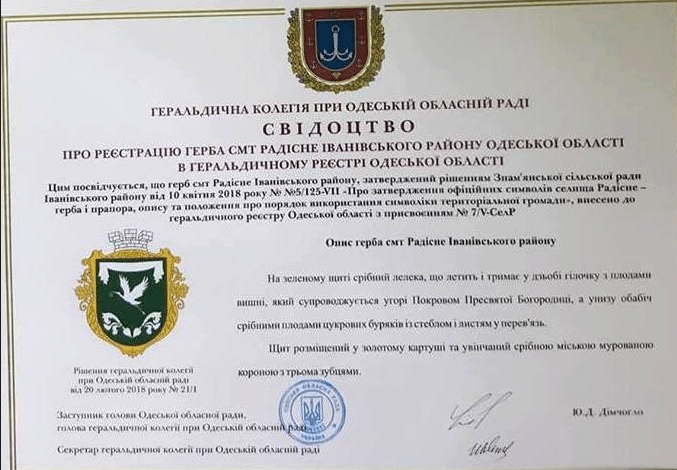 ГЕРАЛЬДИЧНА КОЛЕГІЯ ПРИ ОДЕСЬКІЙ ОБЛАСНІЙ РАДІ
СВІДОЦТВО
ПРО РЕЄСТРАЦІЮ ГЕРБА СМТ РАДІСНЕ ІВАНІВСЬКОГО РАЙОНУ ОДЕСЬКОЇ ОБЛАСТІ
В ГЕРАЛЬДИЧНОМУ РЕЄСТРІ ОДЕСЬКОЇ ОБЛАСТІ
Цим посвідчується, що герб смт Радісне Іванівського району, затверджений рішенням Знам'янської сільської ради
Іванівського району від 10 квітня 2018 року № №5/125-VII «Про затвердження офіційних символів селища Радісне –
герба і прапора, опису та положення про порядок використання символіки територіальної громади», внесено до
геральдичного реєстру Одеської області з присвоєнням № 7/V-СелР
Опис герба смт Радісне Іванівського району
На зеленому щиті срібний лелека, що летить і тримає у дзьобі гілочку з плодами
вишні, який супроводжується угорі Покровом Пресвятої Богородиці, а унизу обабіч
срібними плодами цукрових буряків із стеблом і листям у перев'язь.
Щит розміщений у золотому картуші та увінчаний срібною міською мурованою
короною з трьома зубцями.
Рішення геральдичної колегії
при Одеській обласній раді
від 20 лютого 2018 року № 21/1
Заступник голови Одеської обласної ради,
голова геральдичної колегії при Одеській обласній раді
Ю.Д. Дімчогло
Секретар геральдичної колегії при Одеській обласній раді